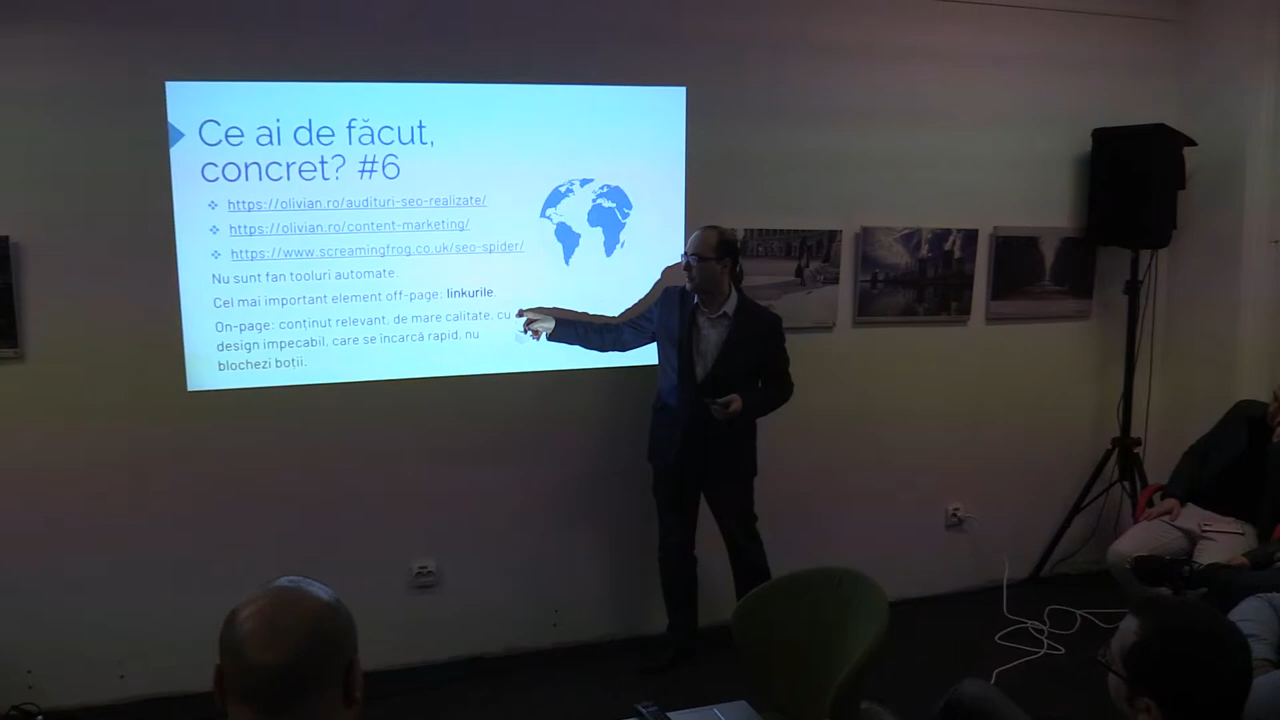 Ce ai de făcut,
concret? #6
https://olivian.ro/audituri-seo-realizate/
https://olivian.ro/content-marketing/
https://www.screamingfrog.co.uk/seo-spider/
Nu sunt fan tooluri automate.
Cel mai important element off-page: linkurile.
On-page: conținut relevant, de mare calitate, cu
design impecabil, care se încarcă rapid, nu
blochezi boții.